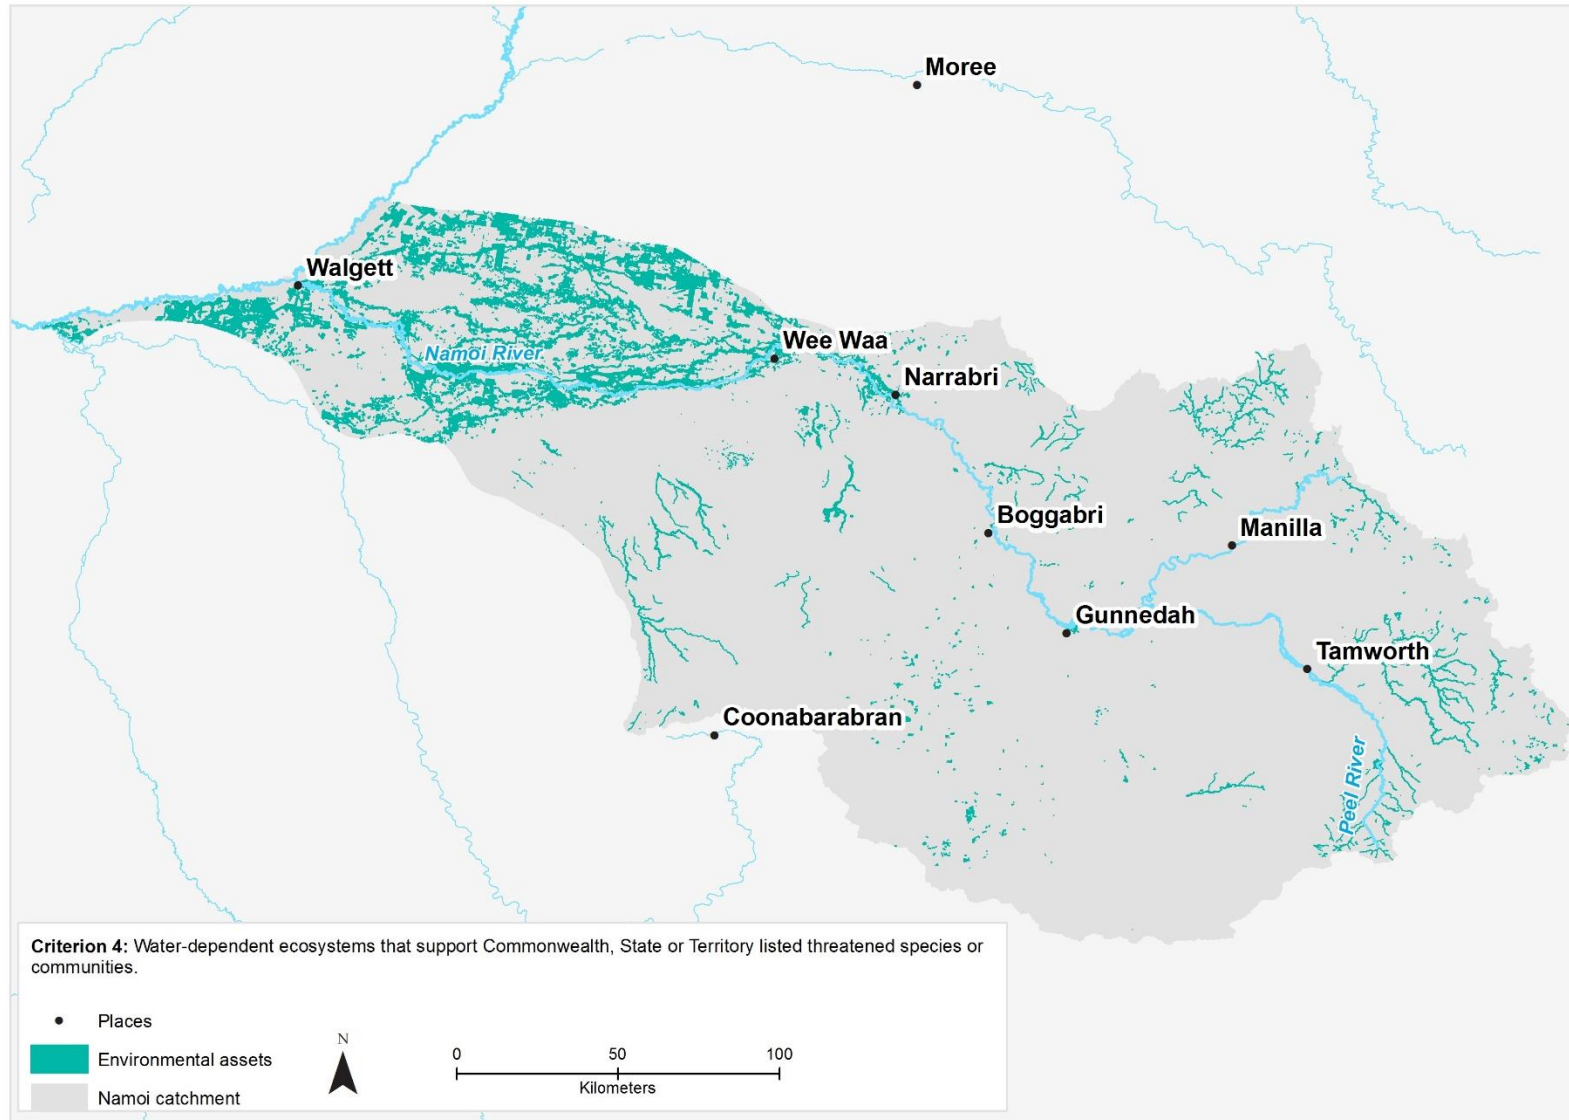 Moree
Walgett
Namoi River
Wee Waa
Narrabri
Boggabri
Manilla
Gunnedah
Tamworth
Coonabarabran
Peel River
Criterion 4: Water-dependent ecosystems that support Commonwealth, State or Territory listed threatened species or
communities.
Places
Environmental assets
Namoi catchment
N
0 50 100
Kilometers